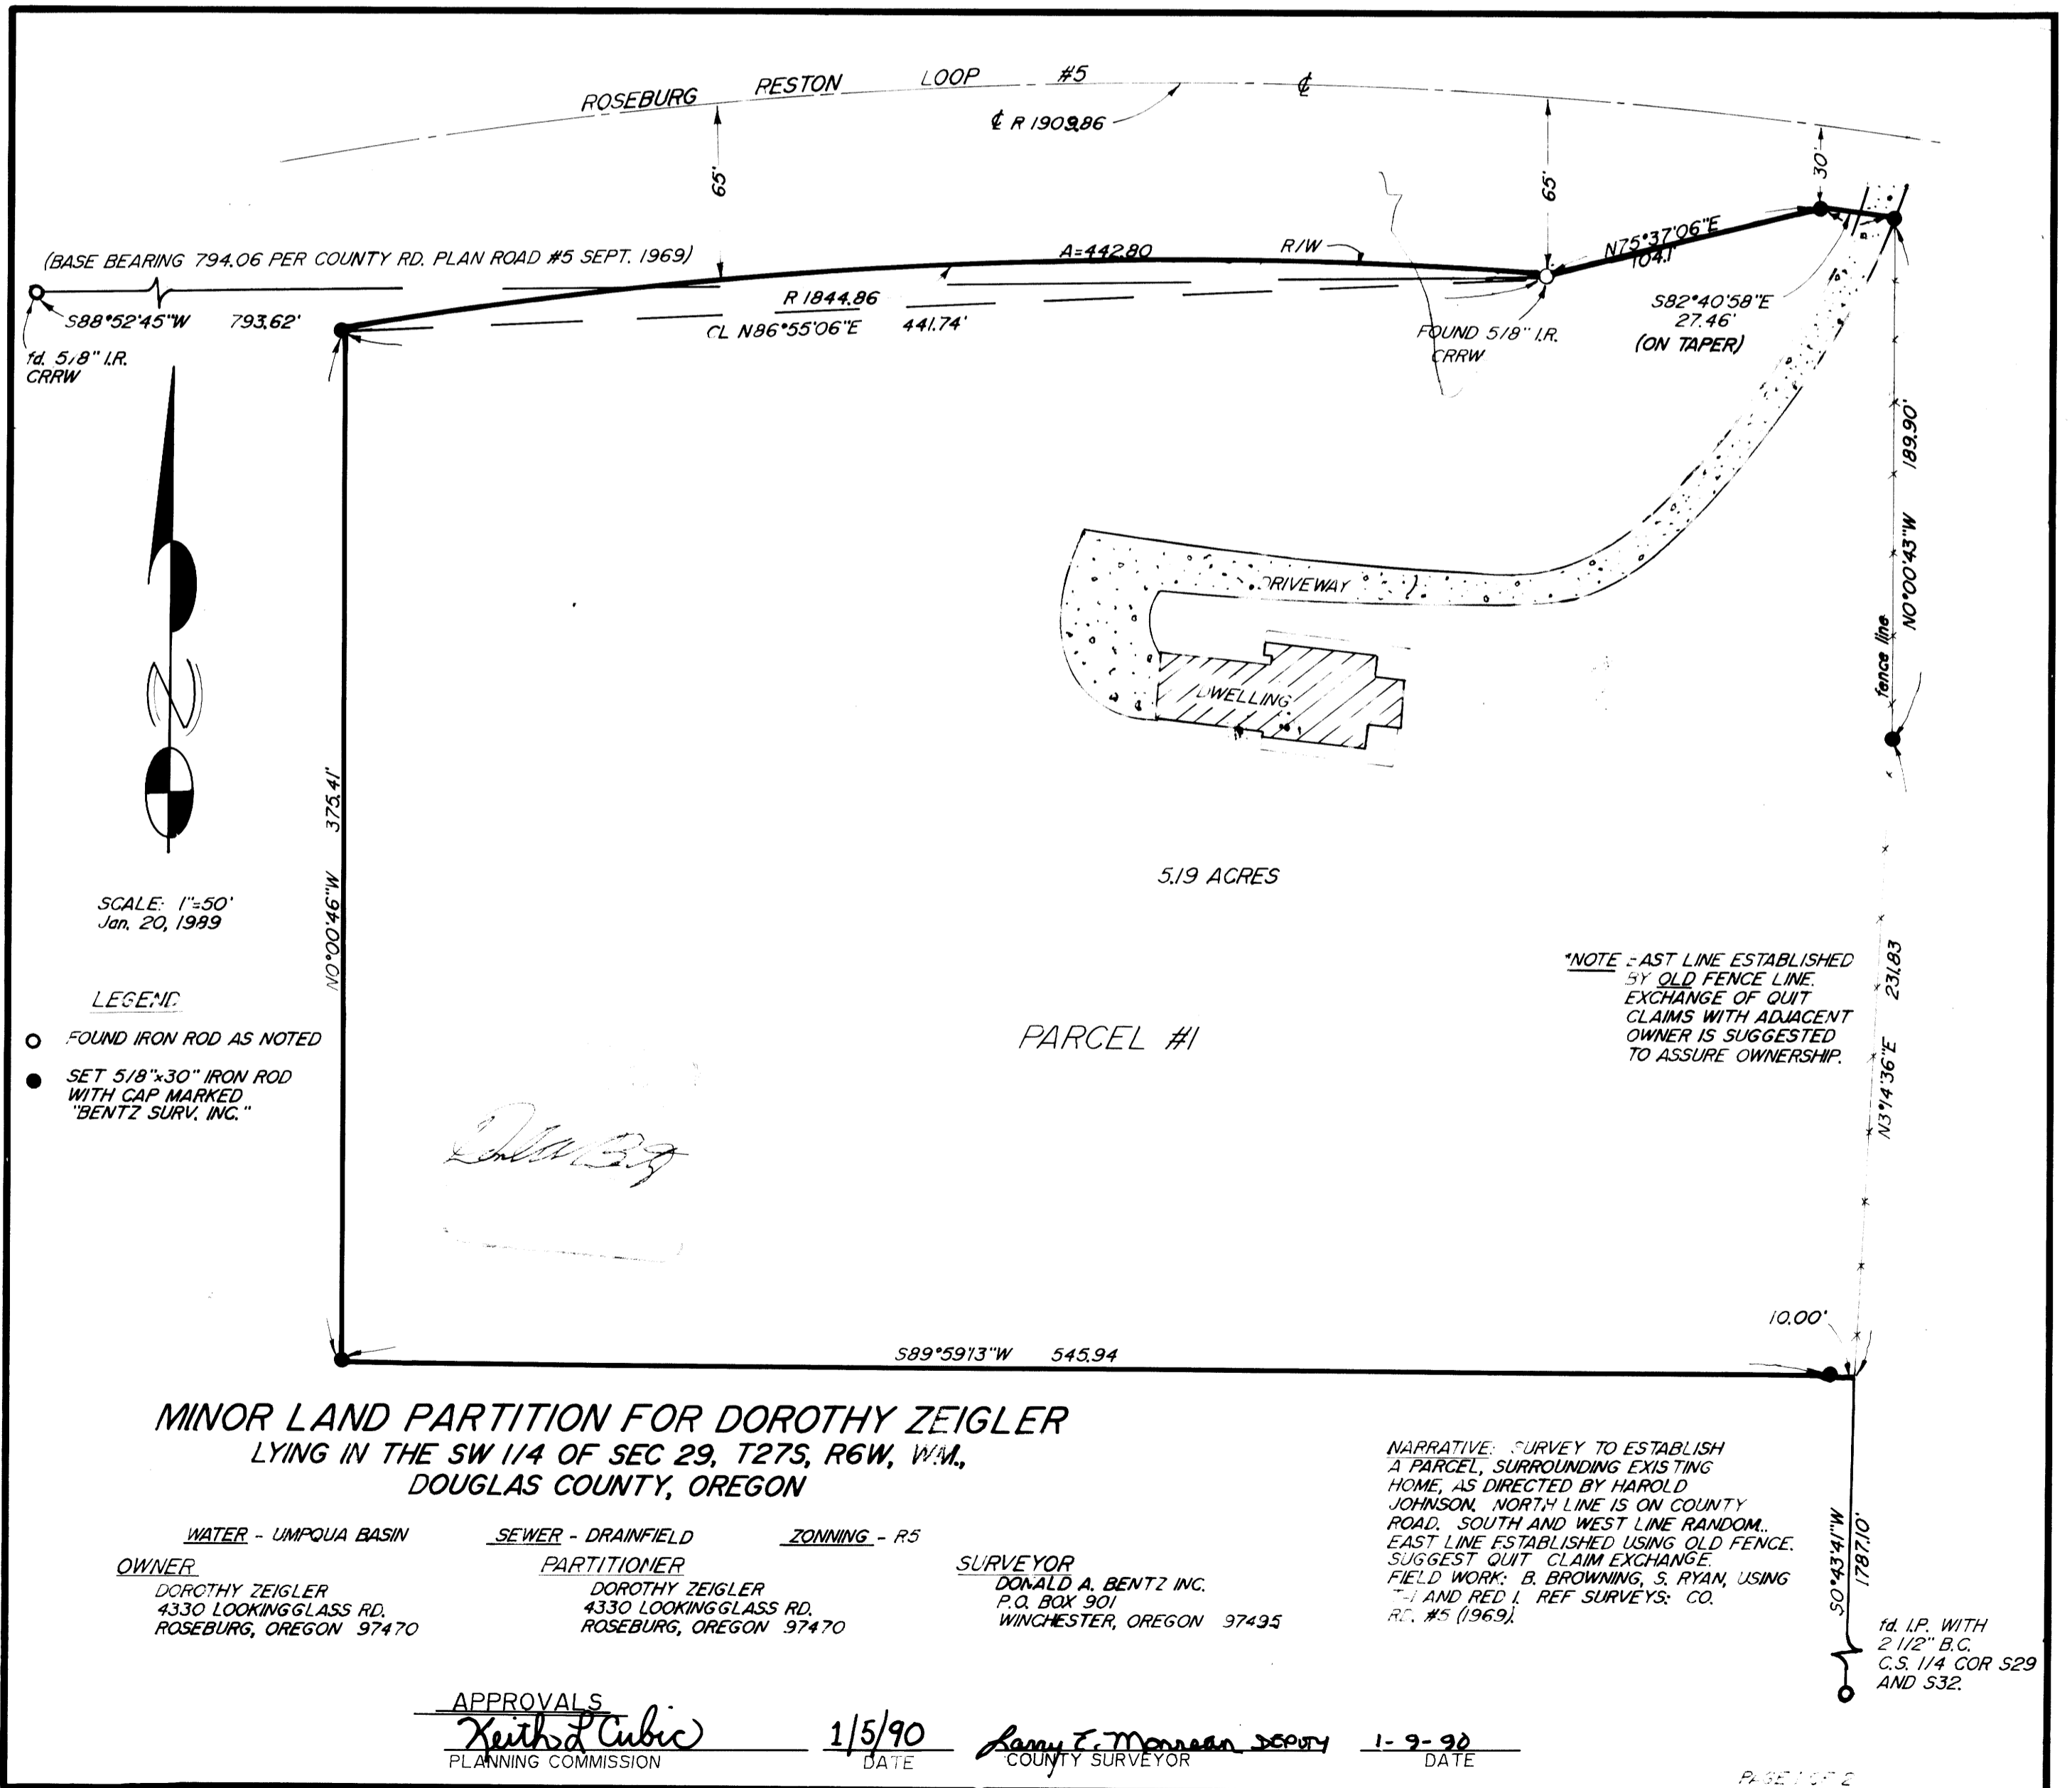 ROSEBURG RESTON LOOP #5 ℄
℄ R 1909.86
65'
65'
30'
(BASE BEARING 794.06 PER COUNTY RD. PLAN ROAD #5 SEPT. 1969)
A=442.80
R/W
N75°37'06"E
104.1'
S88°52'45"W 793.62'
R 1844.86
CL N86°55'06"E 441.74'
fd. 5/8" I.R.
CRRW
FOUND 5/8" I.R.
CRRW
S82°40'58"E
27.46'
(ON TAPER)
N0°00'43"W 189.90'
fence line
DRIVEWAY
DWELLING
N
N0°00'46"W 375.41'
5.19 ACRES
SCALE: 1"=50'
Jan. 20, 1989
LEGEND
FOUND IRON ROD AS NOTED
SET 5/8"x30" IRON ROD
WITH CAP MARKED
"BENTZ SURV. INC."
PARCEL #1
*NOTE EAST LINE ESTABLISHED
BY OLD FENCE LINE.
EXCHANGE OF QUIT
CLAIMS WITH ADJACENT
OWNER IS SUGGESTED
TO ASSURE OWNERSHIP.
N3°14'36"E 231.83
10.00'
S89°59'13"W 545.94
MINOR LAND PARTITION FOR DOROTHY ZEIGLER
LYING IN THE SW 1/4 OF SEC 29, T27S, R6W, W.M.,
DOUGLAS COUNTY, OREGON
WATER - UMPQUA BASIN SEWER - DRAINFIELD ZONNING - R5
OWNER
DOROTHY ZEIGLER
4330 LOOKINGGLASS RD.
ROSEBURG, OREGON 97470
PARTITIONER
DOROTHY ZEIGLER
4330 LOOKINGGLASS RD.
ROSEBURG, OREGON 97470
SURVEYOR
DONALD A. BENTZ INC.
P.O. BOX 901
WINCHESTER, OREGON 97495
NARRATIVE: SURVEY TO ESTABLISH
A PARCEL, SURROUNDING EXISTING
HOME, AS DIRECTED BY HAROLD
JOHNSON. NORTH LINE IS ON COUNTY
ROAD. SOUTH AND WEST LINE RANDOM..
EAST LINE ESTABLISHED USING OLD FENCE.
SUGGEST QUIT CLAIM EXCHANGE.
FIELD WORK: B. BROWNING, S. RYAN, USING
T-1 AND RED I. REF SURVEYS: CO.
RD. #5 (1969).
S0°43'41"W 1787.10'
fd. I.P. WITH
2 1/2" B.C.
C.S. 1/4 COR S29
AND S32.
APPROVALS
Keith L Cubic 1/5/90 Larry E. DEPUTY 1-9-90
PLANNING COMMISSION DATE COUNTY SURVEYOR DATE
PAGE 1 OF 2